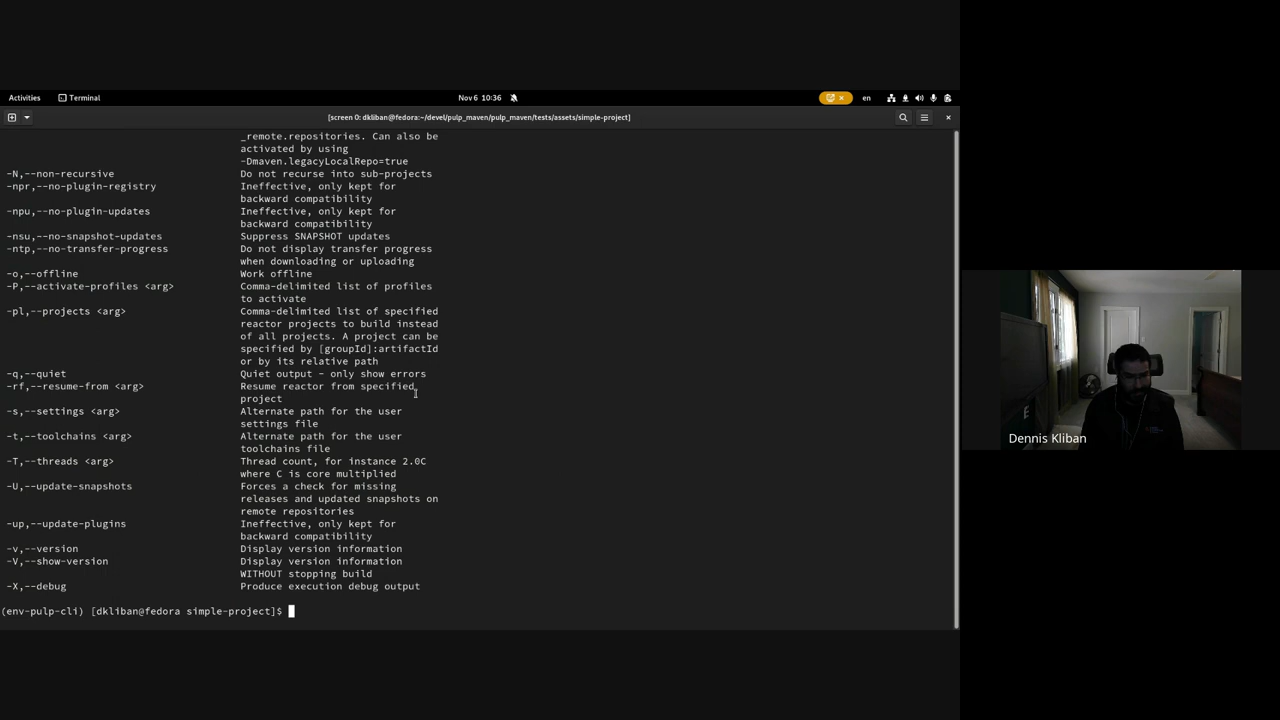 Activities Terminal Nov 6 10:36 en
[screen 0: dkliban@fedora:~/devel/pulp_maven/pulp_maven/tests/assets/simple-project]
_remote.repositories. Can also be
activated by using
-Dmaven.legacyLocalRepo=true
-N,--non-recursive Do not recurse into sub-projects
-npr,--no-plugin-registry Ineffective, only kept for
backward compatibility
-npu,--no-plugin-updates Ineffective, only kept for
backward compatibility
-nsu,--no-snapshot-updates Suppress SNAPSHOT updates
-ntp,--no-transfer-progress Do not display transfer progress
when downloading or uploading
-o,--offline Work offline
-P,--activate-profiles <arg> Comma-delimited list of profiles
to activate
-pl,--projects <arg> Comma-delimited list of specified
reactor projects to build instead
of all projects. A project can be
specified by [groupId]:artifactId
or by its relative path
-q,--quiet Quiet output - only show errors
-rf,--resume-from <arg> Resume reactor from specified
project
-s,--settings <arg> Alternate path for the user
settings file
-t,--toolchains <arg> Alternate path for the user
toolchains file
-T,--threads <arg> Thread count, for instance 2.0C
where C is core multiplied
-U,--update-snapshots Forces a check for missing
releases and updated snapshots on
remote repositories
-up,--update-plugins Ineffective, only kept for
backward compatibility
-v,--version Display version information
-V,--show-version Display version information
WITHOUT stopping build
-X,--debug Produce execution debug output
(env-pulp-cli) [dkliban@fedora simple-project]$
Dennis Kliban